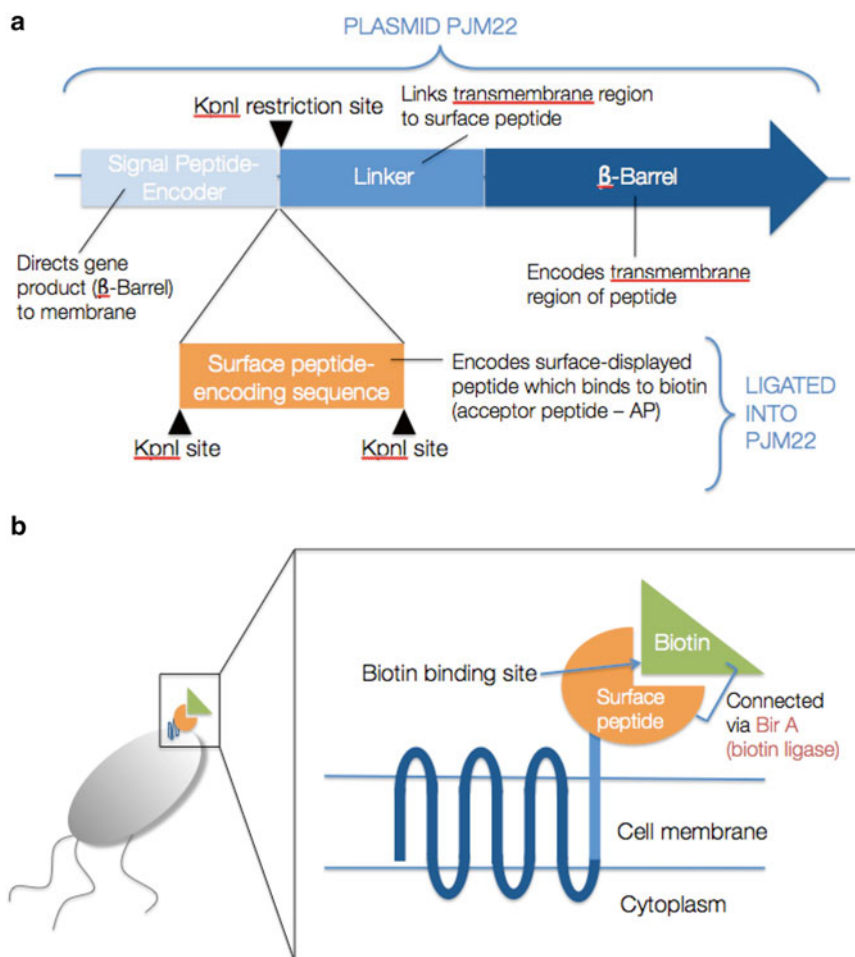 a
PLASMID PJM22
KpnI restriction site
Links transmembrane region
to surface peptide
Signal Peptide-
Encoder
Linker
β-Barrel
Directs gene
product (β-Barrel)
to membrane
Encodes transmembrane
region of peptide
Surface peptide-
encoding sequence
Encodes surface-displayed
peptide which binds to biotin
(acceptor peptide – AP)
LIGATED
INTO
PJM22
KpnI site
KpnI site
b
Biotin
Biotin binding site
Surface
peptide
Connected
via Bir A
(biotin ligase)
Cell membrane
Cytoplasm